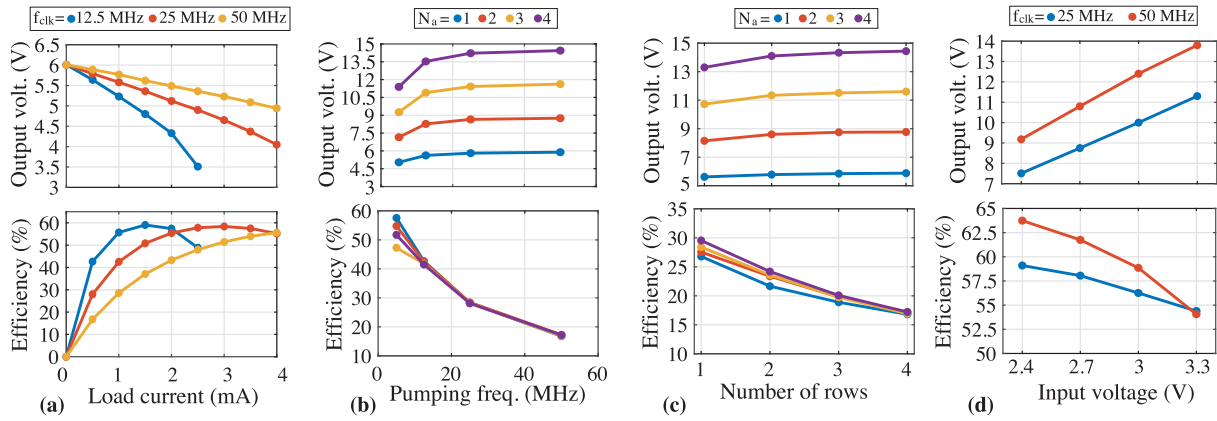 f_clk= 12.5 MHz 25 MHz 50 MHz
Output volt. (V)
6.5
6
5.5
5
4.5
4
3.5
3
Efficiency (%)
60
50
40
30
20
10
0
0 1 2 3 4
Load current (mA)
(a)
N_a = 1 2 3 4
Output volt. (V)
15
13.5
12
10.5
9
7.5
6
4.5
3
Efficiency (%)
60
50
40
30
20
10
0 20 40 60
Pumping freq. (MHz)
(b)
N_a = 1 2 3 4
Output volt. (V)
15
13
11
9
7
5
Efficiency (%)
35
30
25
20
15
10
1 2 3 4
Number of rows
(c)
f_clk= 25 MHz 50 MHz
Output volt. (V)
14
13
12
11
10
9
8
7
Efficiency (%)
65
62.5
60
57.5
55
52.5
50
2.4 2.7 3 3.3
Input voltage (V)
(d)